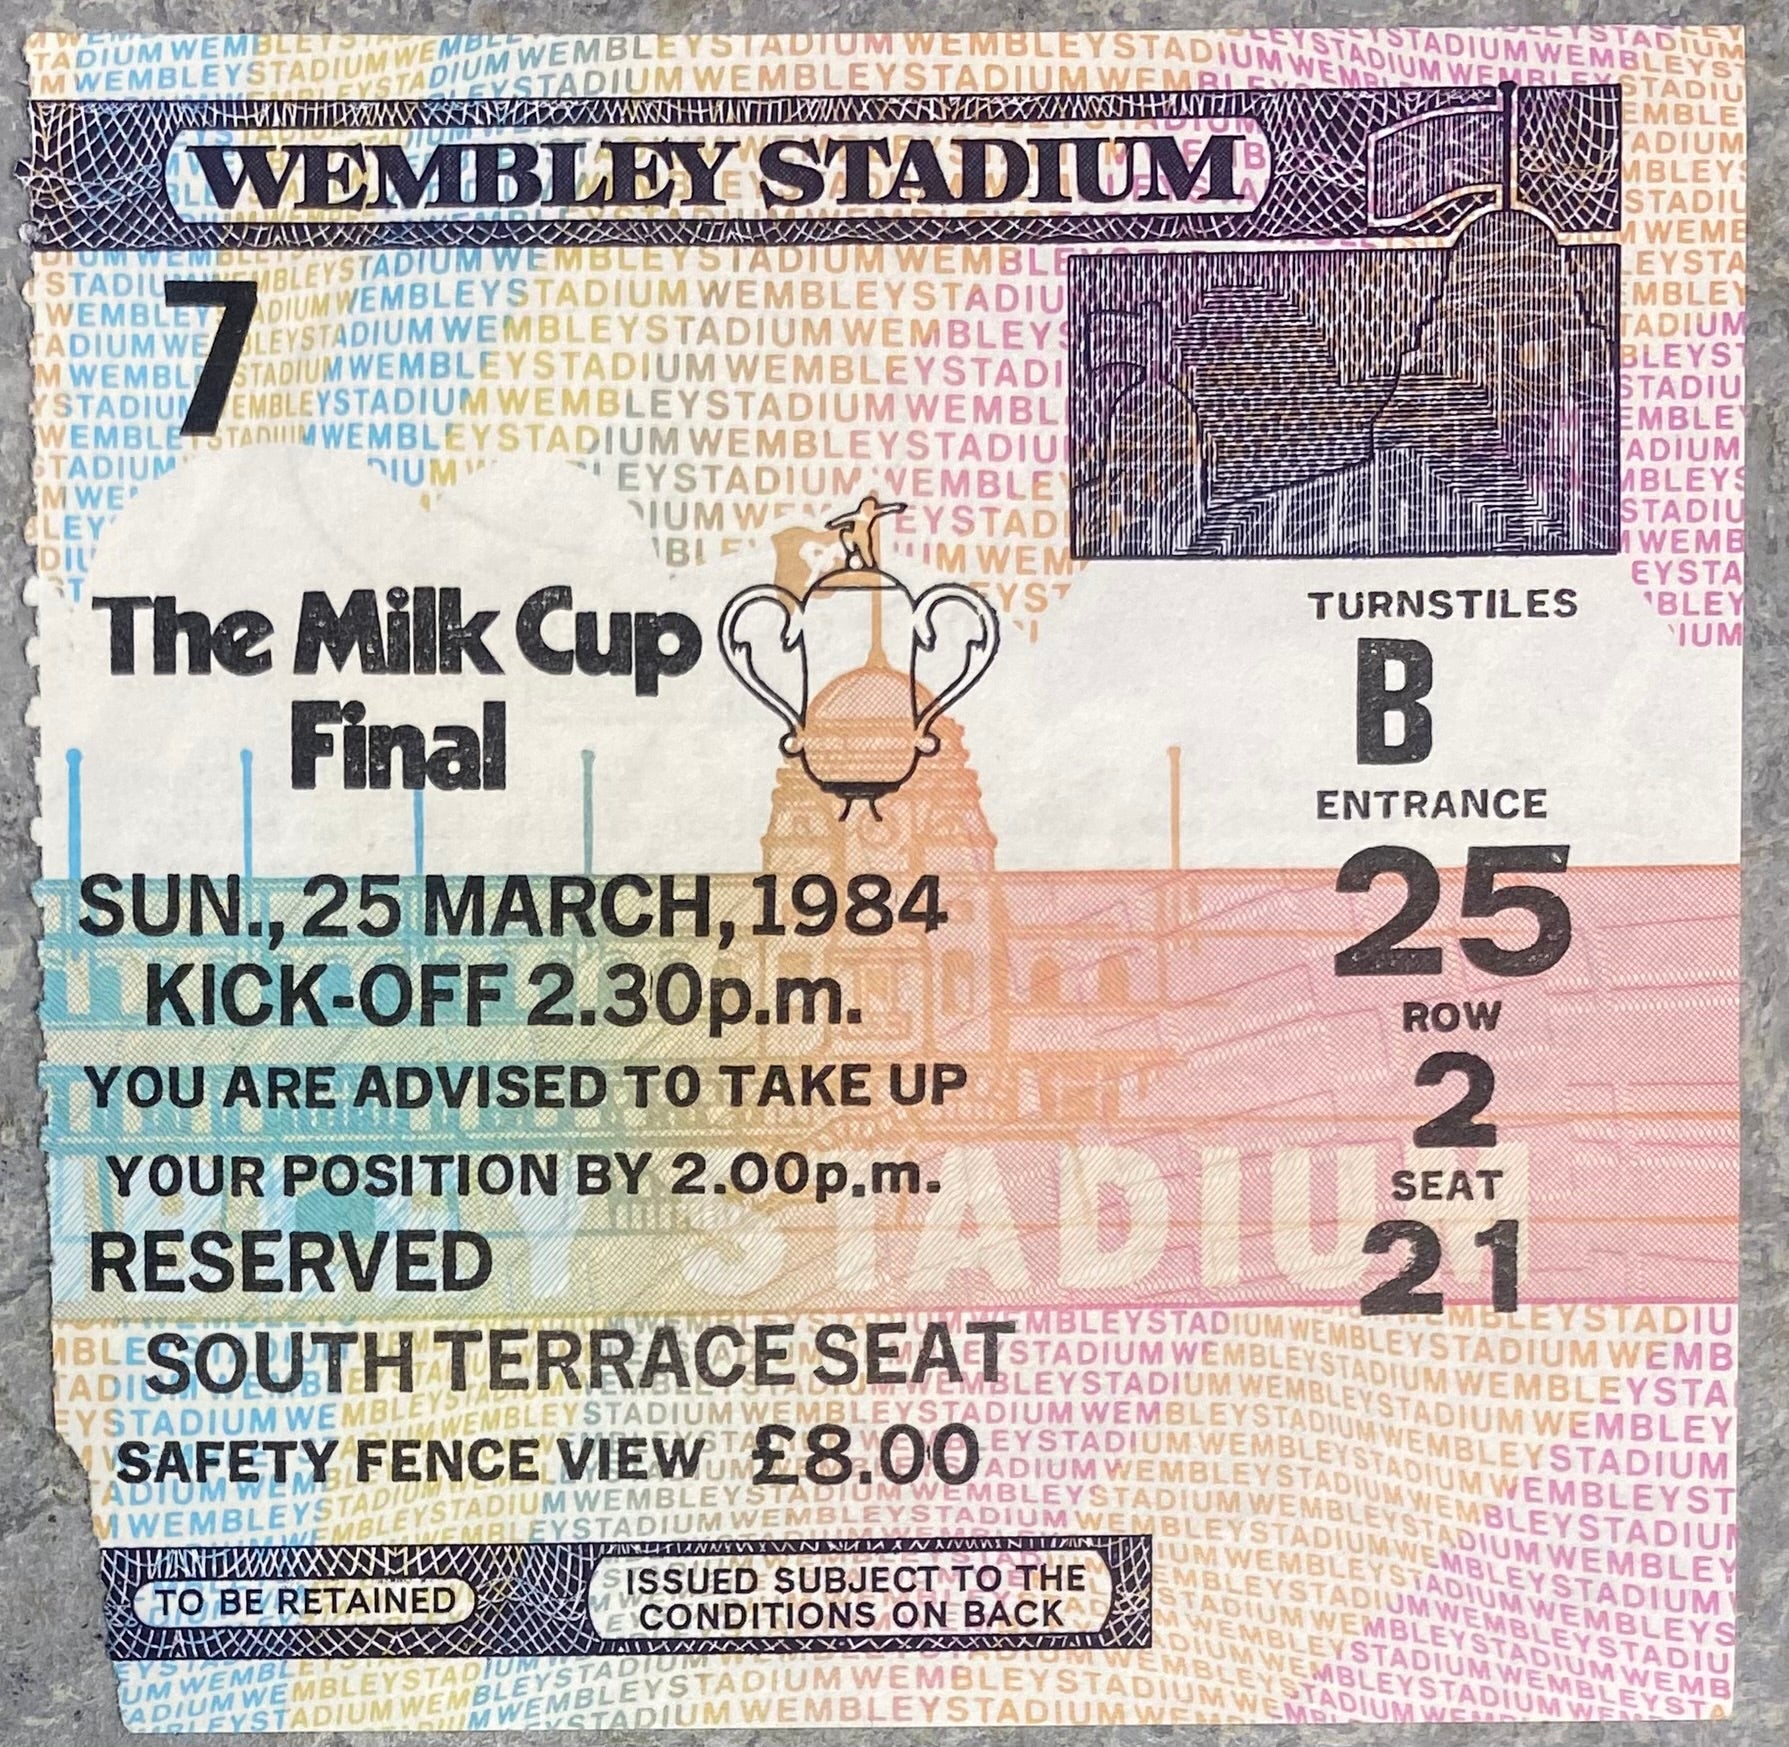 WEMBLEY STADIUM
7
The Milk Cup
Final
SUN., 25 MARCH, 1984
KICK-OFF 2.30p.m.
YOU ARE ADVISED TO TAKE UP
YOUR POSITION BY 2.00p.m.
RESERVED
SOUTH TERRACE SEAT
SAFETY FENCE VIEW £8.00
TURNSTILES
B
ENTRANCE
25
ROW
2
SEAT
21
STADIUM
TO BE RETAINED
ISSUED SUBJECT TO THE
CONDITIONS ON BACK